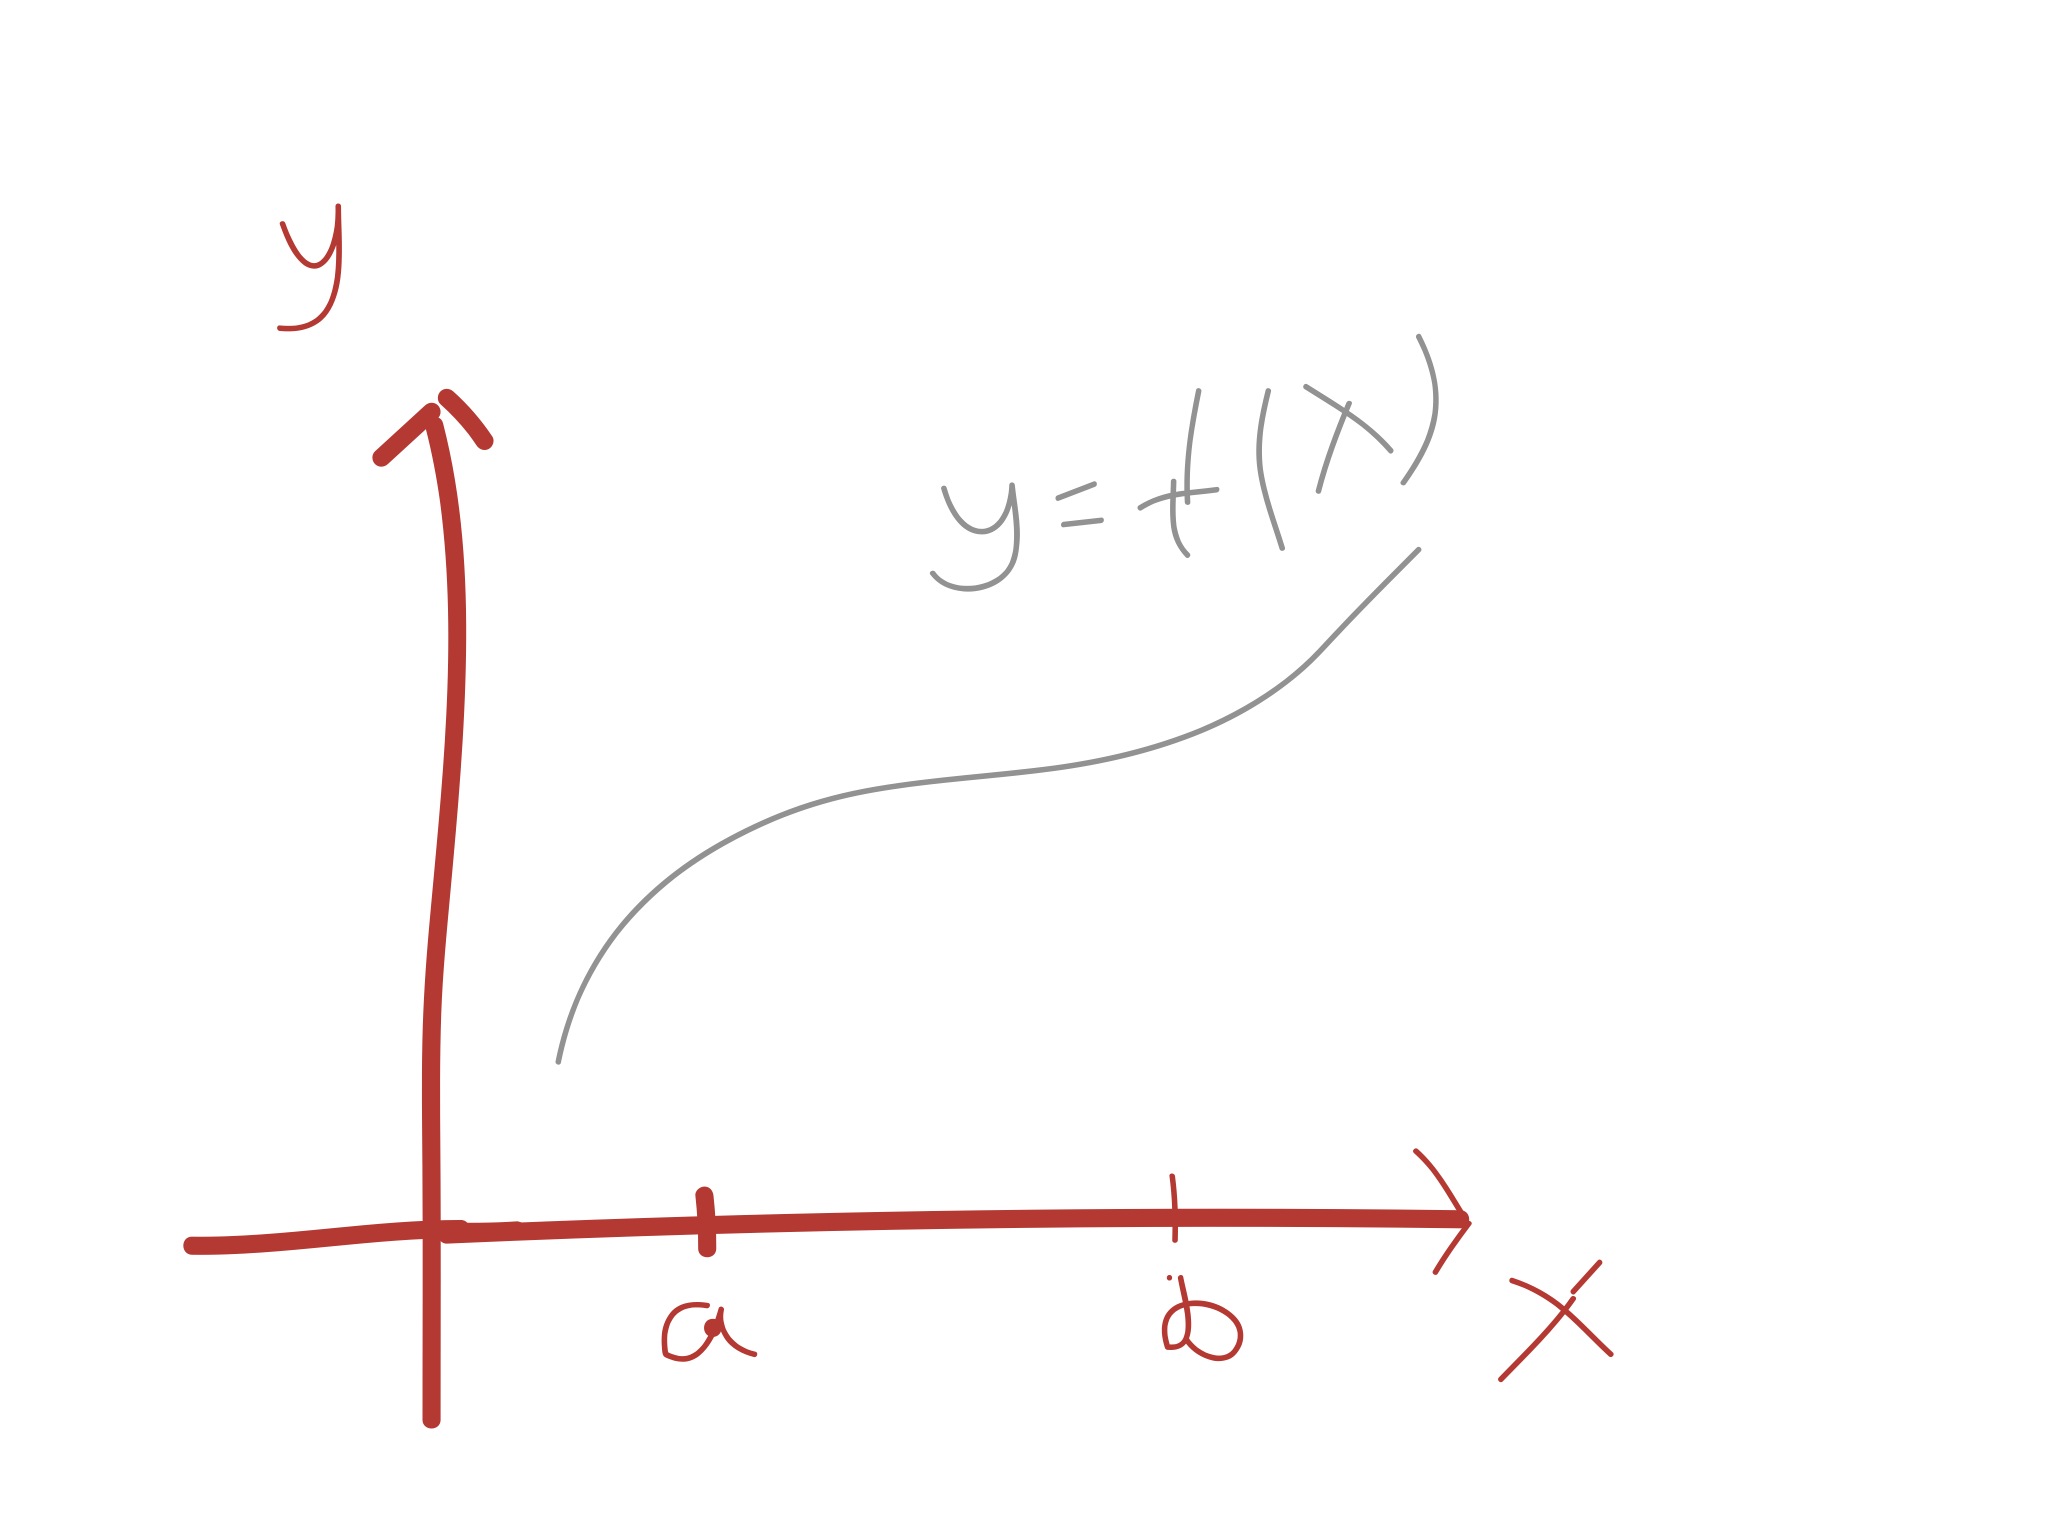 y
y = f(x)
a b
x